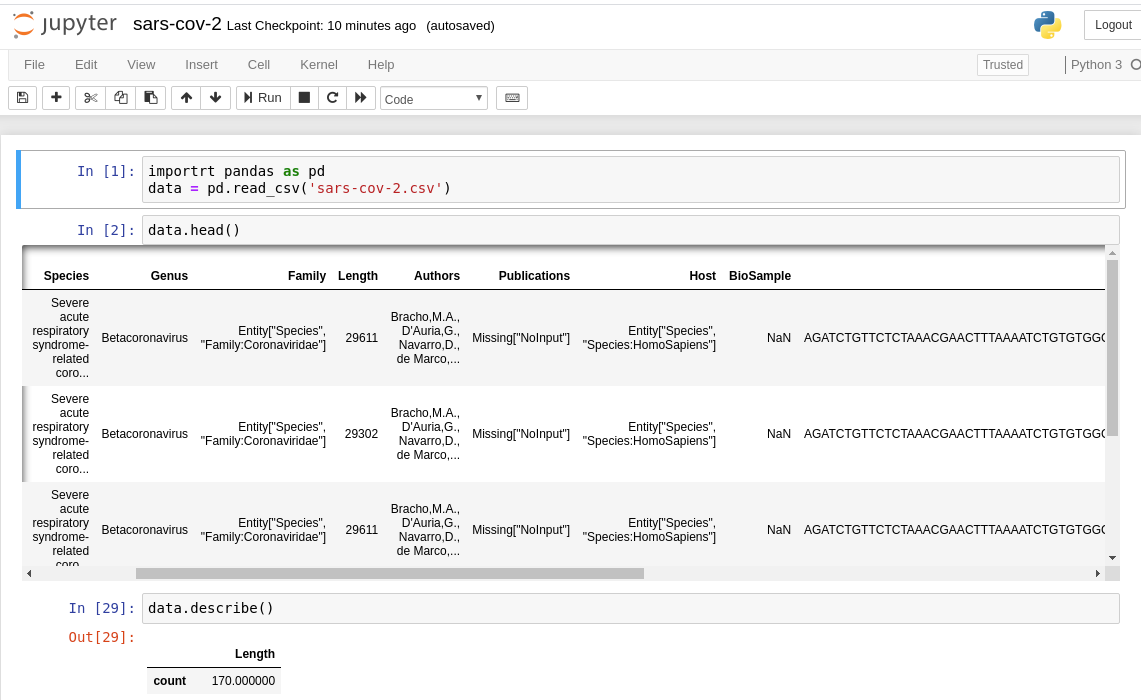 jupyter sars-cov-2 Last Checkpoint: 10 minutes ago (autosaved) Logout
File Edit View Insert Cell Kernel Help Trusted Python 3
Run Code
In [1]: importrt pandas as pd
data = pd.read_csv('sars-cov-2.csv')
In [2]: data.head()
Species Genus Family Length Authors Publications Host BioSample
Severe
acute
respiratory
syndrome-
related
coro...
Betacoronavirus
Entity["Species",
"Family:Coronaviridae"]
29611
Bracho,M.A.,
D'Auria,G.,
Navarro,D.,
de Marco,...
Missing["NoInput"]
Entity["Species",
"Species:HomoSapiens"]
NaN
AGATCTGTTCTCTAAACGAACTTTAAAATCTGTGTGGC
Severe
acute
respiratory
syndrome-
related
coro...
Betacoronavirus
Entity["Species",
"Family:Coronaviridae"]
29302
Bracho,M.A.,
D'Auria,G.,
Navarro,D.,
de Marco,...
Missing["NoInput"]
Entity["Species",
"Species:HomoSapiens"]
NaN
AGATCTGTTCTCTAAACGAACTTTAAAATCTGTGTGGC
Severe
acute
respiratory
syndrome-
related
coro...
Betacoronavirus
Entity["Species",
"Family:Coronaviridae"]
29611
Bracho,M.A.,
D'Auria,G.,
Navarro,D.,
de Marco,...
Missing["NoInput"]
Entity["Species",
"Species:HomoSapiens"]
NaN
AGATCTGTTCTCTAAACGAACTTTAAAATCTGTGTGGC
In [29]: data.describe()
Out[29]:
Length
count 170.000000